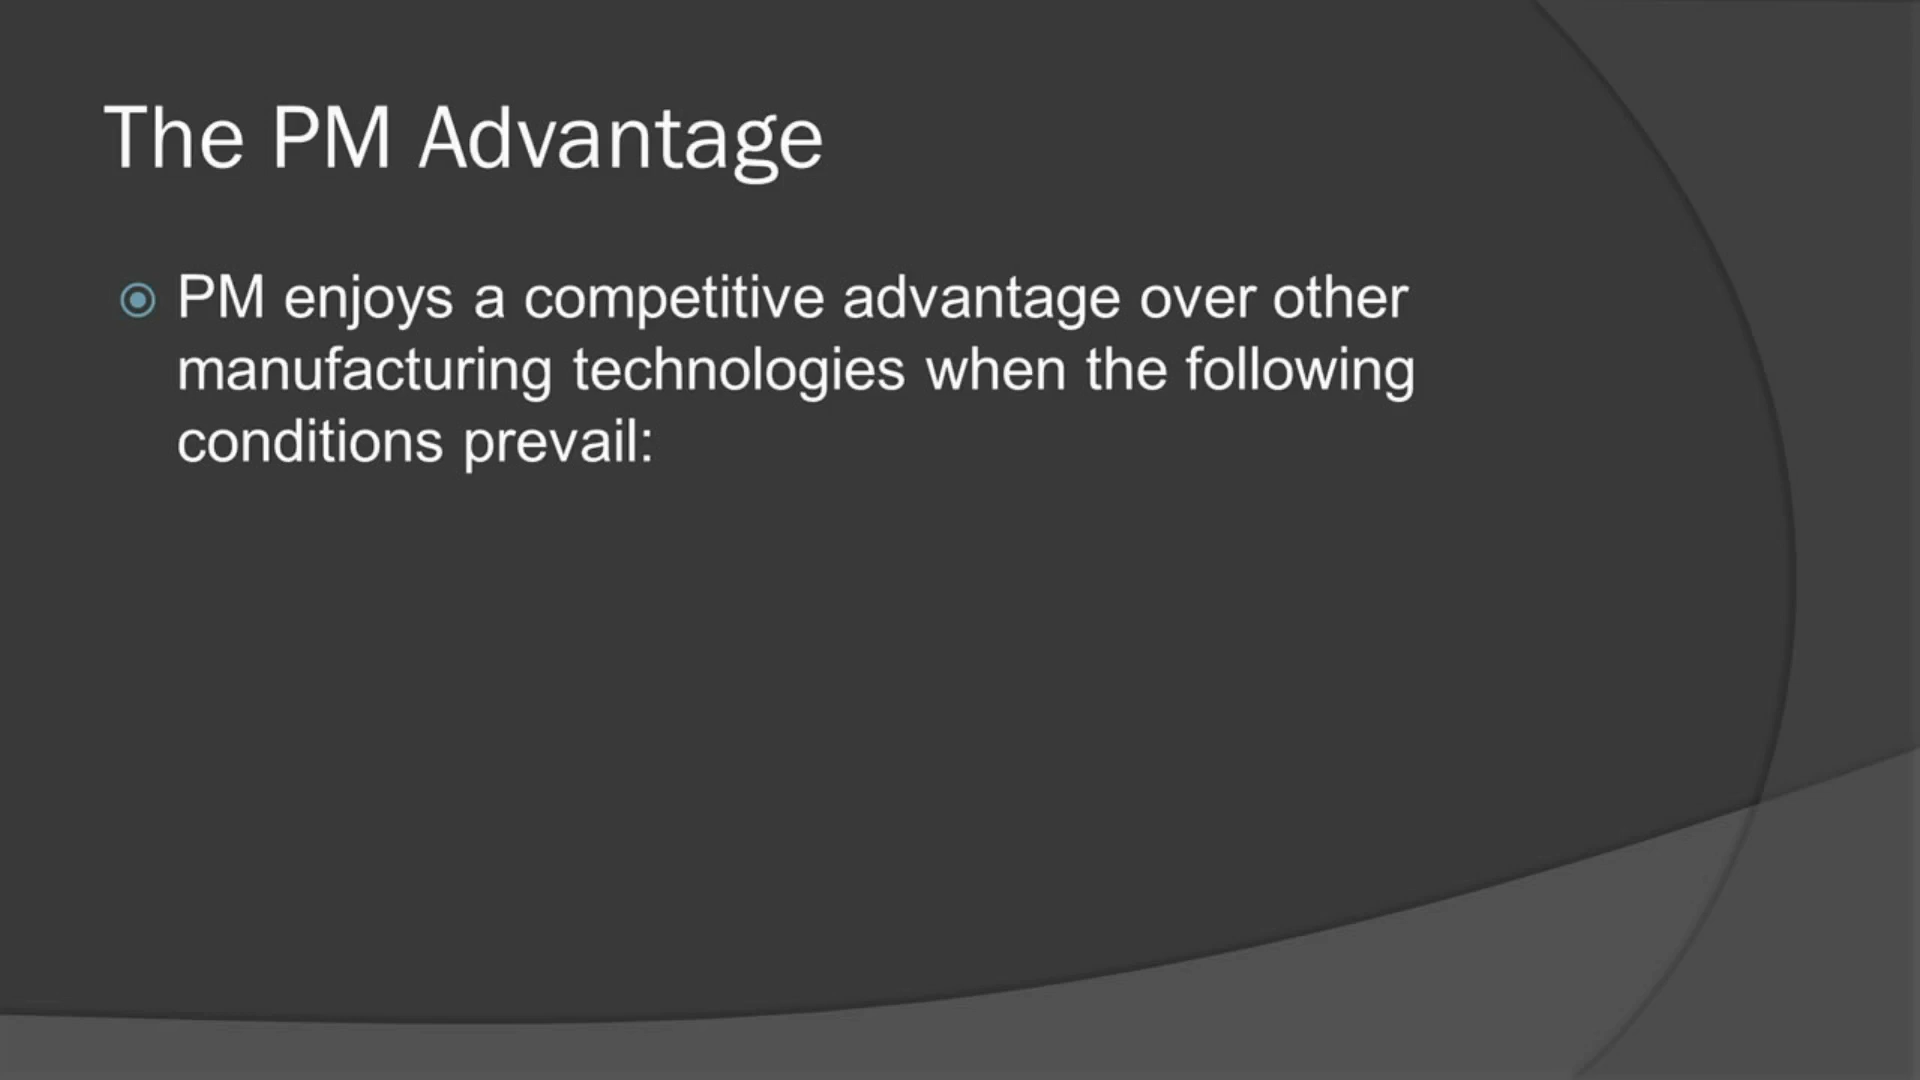 The PM Advantage
PM enjoys a competitive advantage over other
manufacturing technologies when the following
conditions prevail: